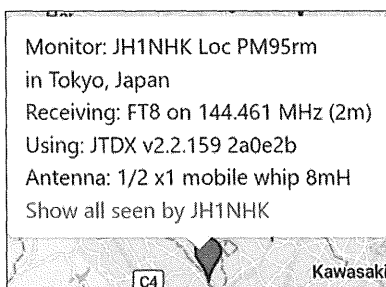 Monitor: JH1NHK Loc PM95rm
in Tokyo, Japan
Receiving: FT8 on 144.461 MHz (2m)
Using: JTDX v2.2.159 2a0e2b
Antenna: 1/2 x1 mobile whip 8mH
Show all seen by JH1NHK
Kawasaki
C4